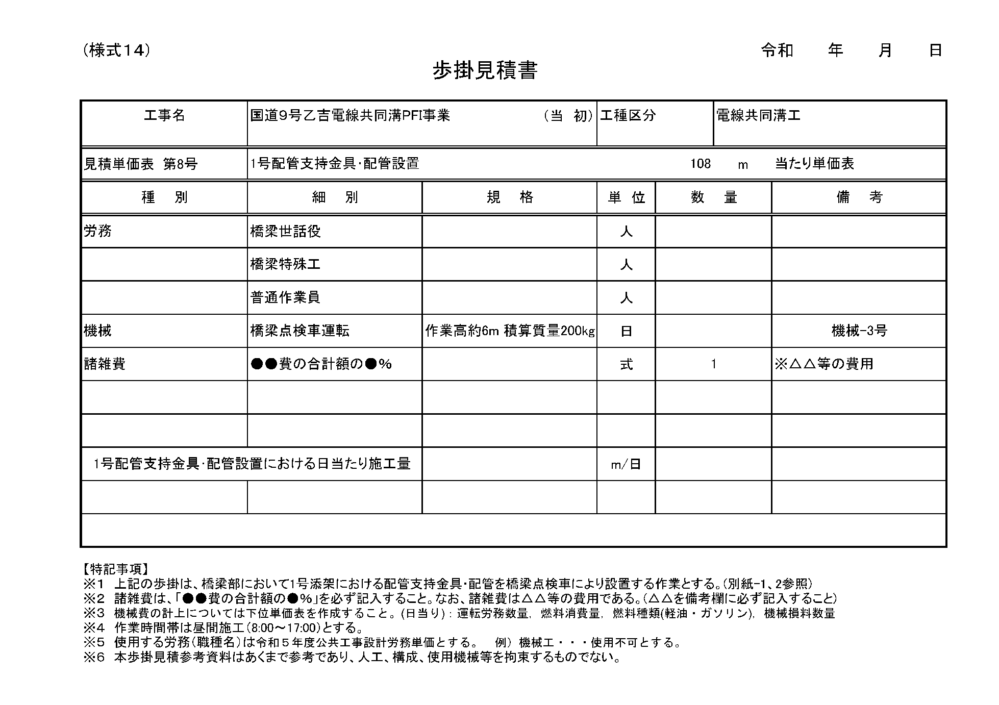 (様式14) 令和 年 月 日
歩掛見積書
工事名 国道9号乙吉電線共同溝PFI事業 (当 初) 工種区分 電線共同溝工
見積単価表 第8号 1号配管支持金具・配管設置 108 m 当たり単価表
種 別 細 別 規 格 単 位 数 量 備 考
労務 橋梁世話役 人
橋梁特殊工 人
普通作業員 人
機械 橋梁点検車運転 作業高約6m 積算質量200kg 日 機械-3号
諸雑費 ●●費の合計額の●% 式 1 ※△△等の費用
1号配管支持金具・配管設置における日当たり施工量 m/日
【特記事項】
※1 上記の歩掛は、橋梁部において1号添架における配管支持金具・配管を橋梁点検車により設置する作業とする。(別紙-1、2参照)
※2 諸雑費は、「●●費の合計額の●%」を必ず記入すること。なお、諸雑費は△△等の費用である。(△△を備考欄に必ず記入すること)
※3 機械費の計上については下位単価表を作成すること。(日当り)：運転労務数量，燃料消費量，燃料種類(軽油・ガソリン)，機械損料数量
※4 作業時間帯は昼間施工(8:00～17:00)とする。
※5 使用する労務(職種名)は令和５年度公共工事設計労務単価とする。 例）機械工・・・使用不可とする。
※6 本歩掛見積参考資料はあくまで参考であり、人工、構成、使用機械等を拘束するものでない。